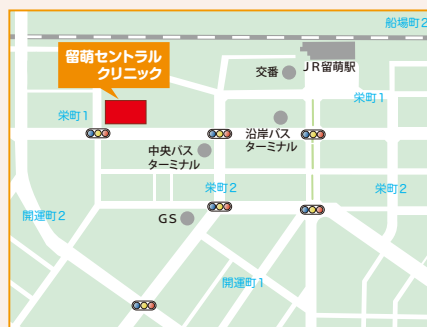 船場町2
留萌セントラル
クリニック
交番
JR留萌駅
栄町1
栄町1
沿岸バス
ターミナル
中央バス
ターミナル
栄町2
栄町2
開運町2
GS
開運町1